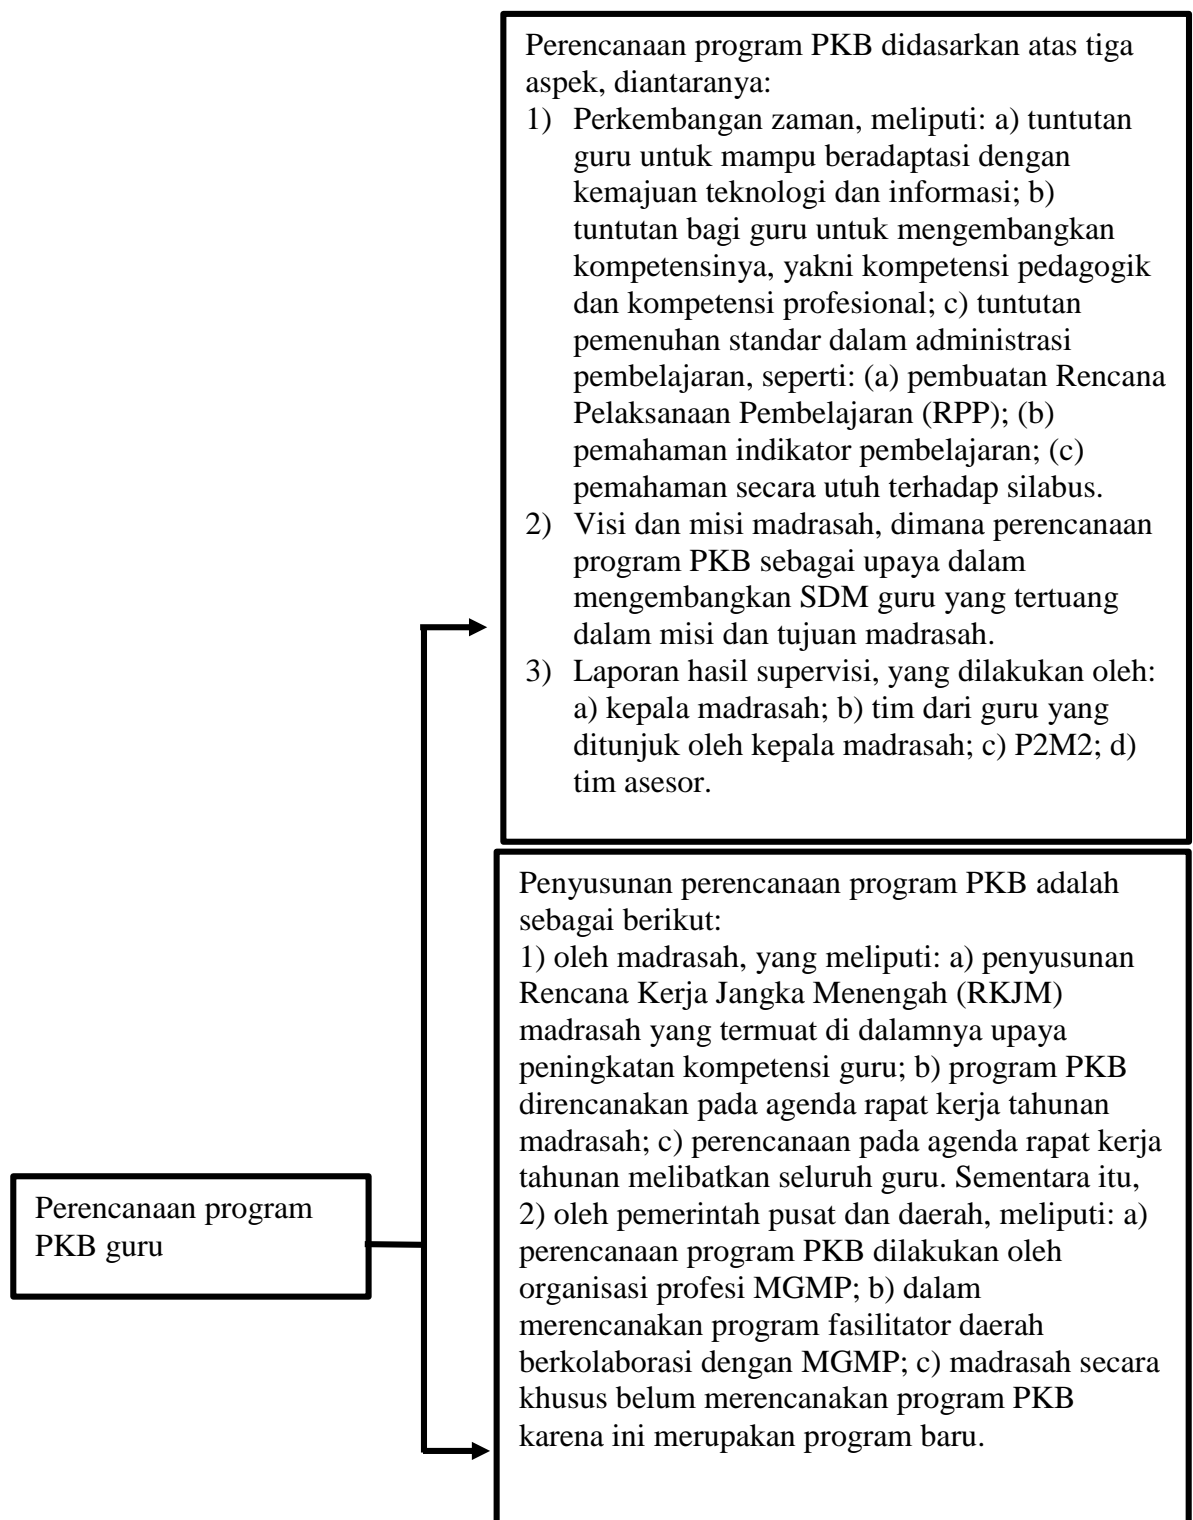 Perencanaan program PKB didasarkan atas tiga
aspek, diantaranya:
1) Perkembangan zaman, meliputi: a) tuntutan
guru untuk mampu beradaptasi dengan
kemajuan teknologi dan informasi; b)
tuntutan bagi guru untuk mengembangkan
kompetensinya, yakni kompetensi pedagogik
dan kompetensi profesional; c) tuntutan
pemenuhan standar dalam administrasi
pembelajaran, seperti: (a) pembuatan Rencana
Pelaksanaan Pembelajaran (RPP); (b)
pemahaman indikator pembelajaran; (c)
pemahaman secara utuh terhadap silabus.
2) Visi dan misi madrasah, dimana perencanaan
program PKB sebagai upaya dalam
mengembangkan SDM guru yang tertuang
dalam misi dan tujuan madrasah.
3) Laporan hasil supervisi, yang dilakukan oleh:
a) kepala madrasah; b) tim dari guru yang
ditunjuk oleh kepala madrasah; c) P2M2; d)
tim asesor.
Penyusunan perencanaan program PKB adalah
sebagai berikut:
1) oleh madrasah, yang meliputi: a) penyusunan
Rencana Kerja Jangka Menengah (RKJM)
madrasah yang termuat di dalamnya upaya
peningkatan kompetensi guru; b) program PKB
direncanakan pada agenda rapat kerja tahunan
madrasah; c) perencanaan pada agenda rapat kerja
tahunan melibatkan seluruh guru. Sementara itu,
2) oleh pemerintah pusat dan daerah, meliputi: a)
perencanaan program PKB dilakukan oleh
organisasi profesi MGMP; b) dalam
merencanakan program fasilitator daerah
berkolaborasi dengan MGMP; c) madrasah secara
khusus belum merencanakan program PKB
karena ini merupakan program baru.
Perencanaan program
PKB guru